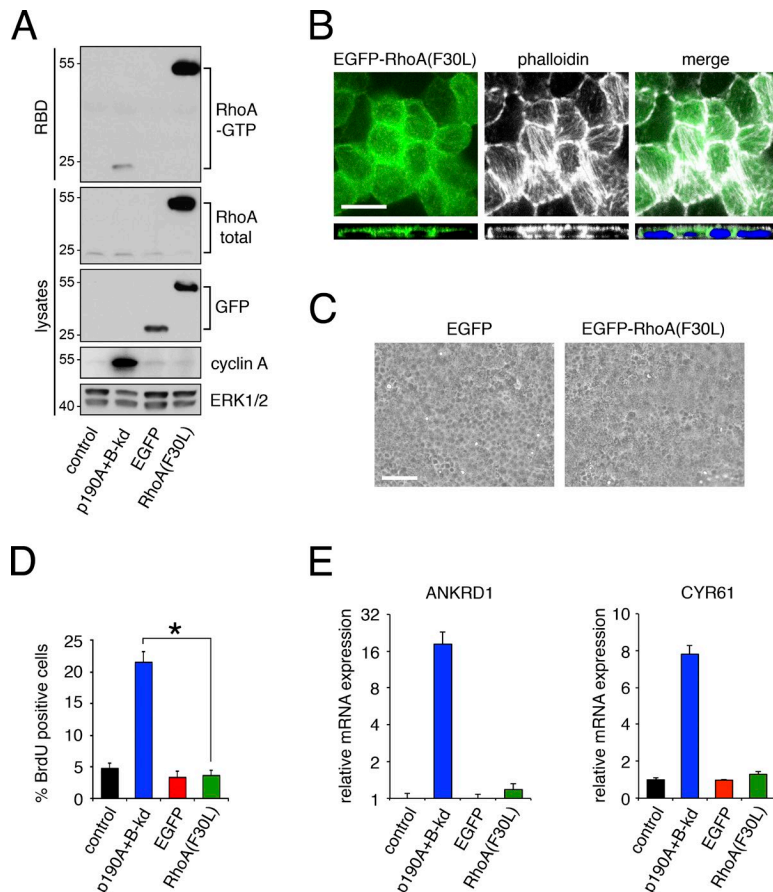 A
RBD
55
25
RhoA
-GTP
lysates
55
25
RhoA
total
55
25
GFP
55
cyclin A
40
ERK1/2
control
p190A+B-kd
EGFP
RhoA(F30L)
B
EGFP-RhoA(F30L)
phalloidin
merge
C
EGFP
EGFP-RhoA(F30L)
D
% BrdU positive cells
25
20
15
10
5
0
*
control
p190A+B-kd
EGFP
RhoA(F30L)
E
ANKRD1
relative mRNA expression
32
16
8
4
2
1
control
p190A+B-kd
EGFP
RhoA(F30L)
CYR61
relative mRNA expression
10
8
6
4
2
0
control
p190A+B-kd
EGFP
RhoA(F30L)